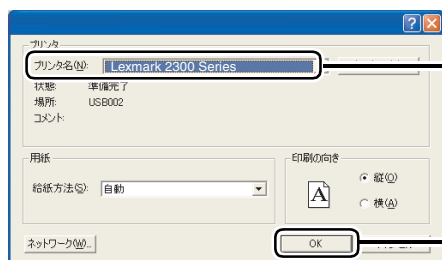 プリンタ
プリンタ名(N): Lexmark 2300 Series
状態: 準備完了
場所: USB002
コメント:
用紙
給紙方法(S): 自動
印刷の向き
A
縦(O)
横(A)
ネットワーク(W)...
OK